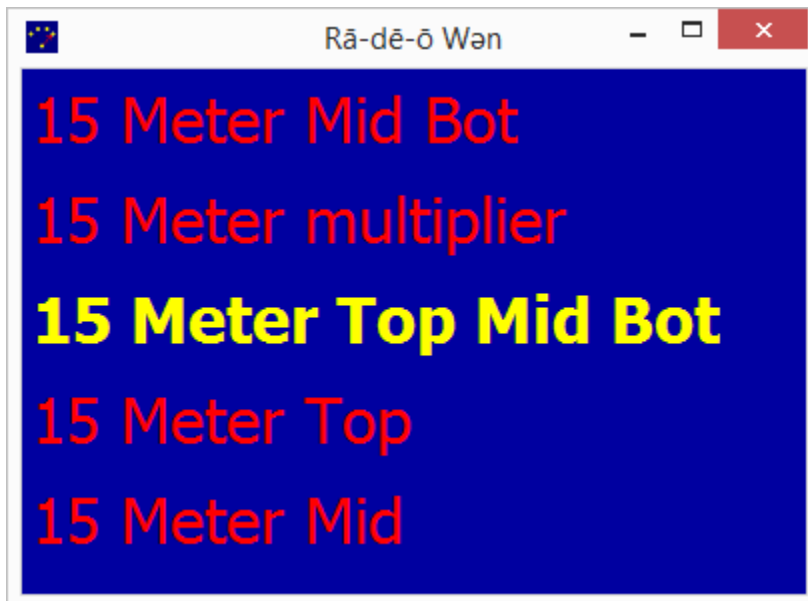 Rā-dē-ō Wən
15 Meter Mid Bot
15 Meter multiplier
15 Meter Top Mid Bot
15 Meter Top
15 Meter Mid